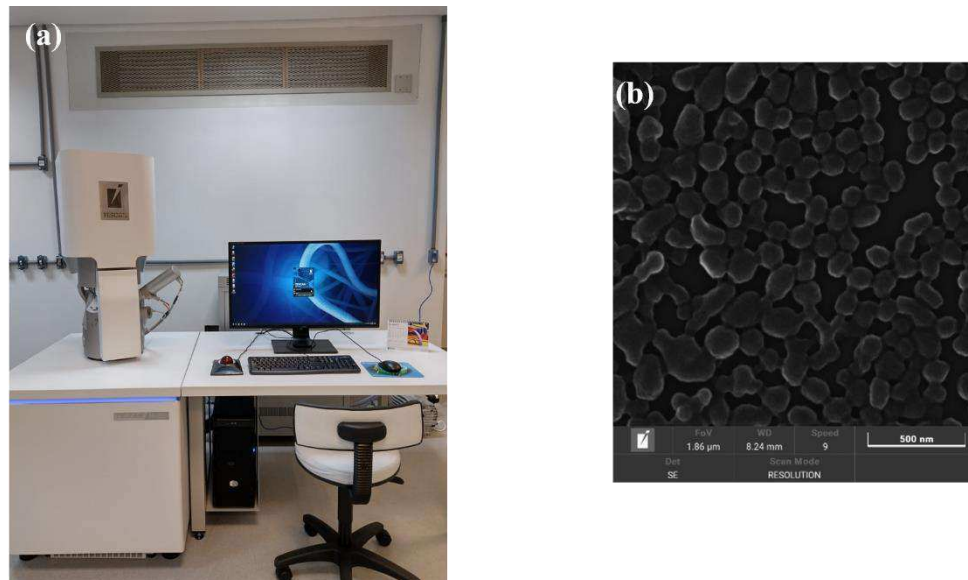 (a)
(b)
FoV WD Speed
1.86 µm 8.24 mm 9 500 nm
Det Scan Mode
SE RESOLUTION